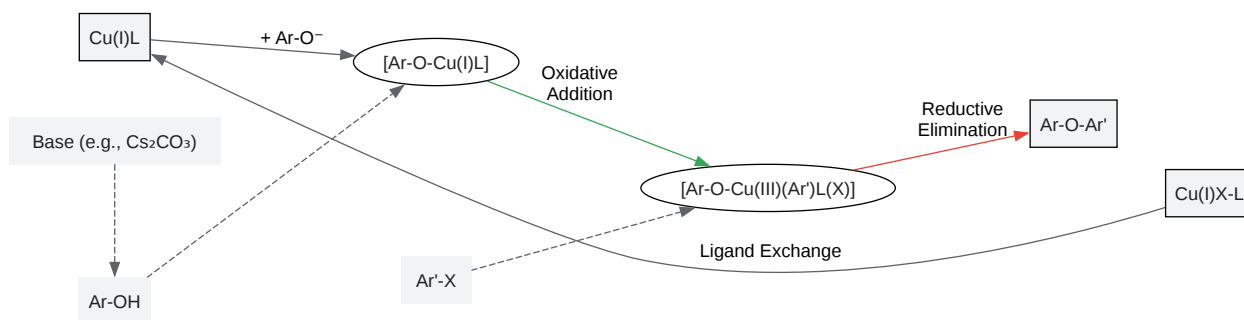 Cu(I)L
+ Ar-O⁻
[Ar-O-Cu(I)L]
Oxidative
Addition
Reductive
Elimination
Ar-O-Ar'
Base (e.g., Cs₂CO₃)
[Ar-O-Cu(III)(Ar')L(X)]
Cu(I)X-L
Ligand Exchange
Ar'-X
Ar-OH